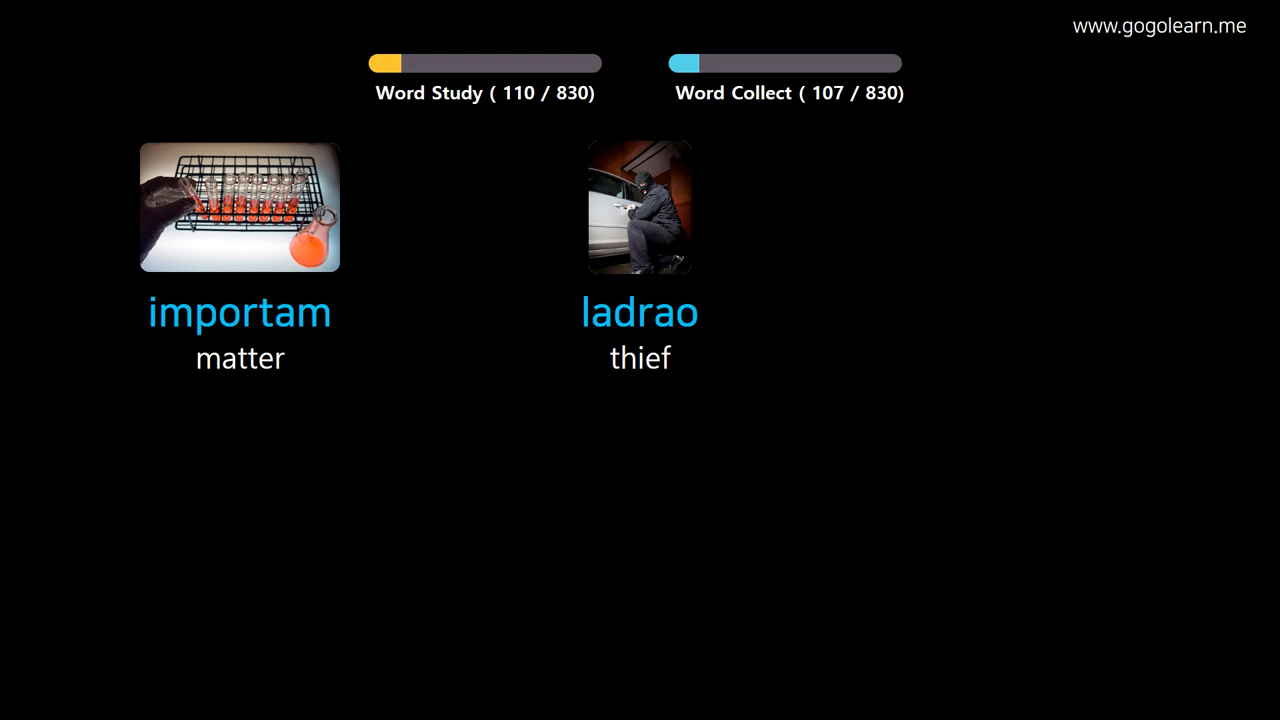 www.gogolearn.me
Word Study ( 110 / 830)
Word Collect ( 107 / 830)
importam
matter
ladrao
thief